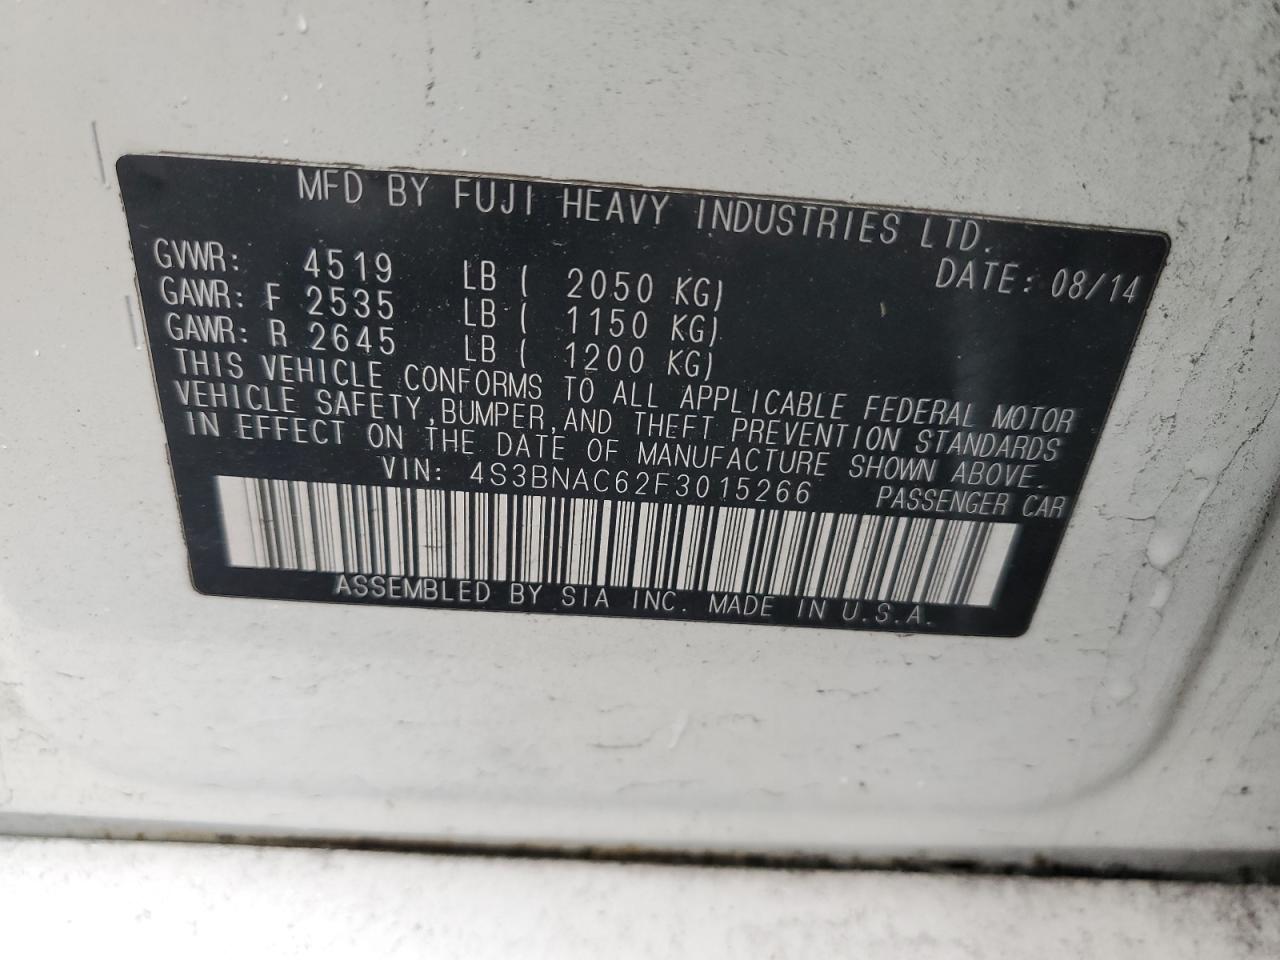 MFD BY FUJI HEAVY INDUSTRIES LTD.
DATE: 08/14
GVWR: 4519 LB ( 2050 KG)
GAWR: F 2535 LB ( 1150 KG)
GAWR: R 2645 LB ( 1200 KG)
THIS VEHICLE CONFORMS TO ALL APPLICABLE FEDERAL MOTOR
VEHICLE SAFETY, BUMPER, AND THEFT PREVENTION STANDARDS
IN EFFECT ON THE DATE OF MANUFACTURE SHOWN ABOVE.
VIN: 4S3BNAC62F3015266 PASSENGER CAR
ASSEMBLED BY SIA INC. MADE IN U.S.A.